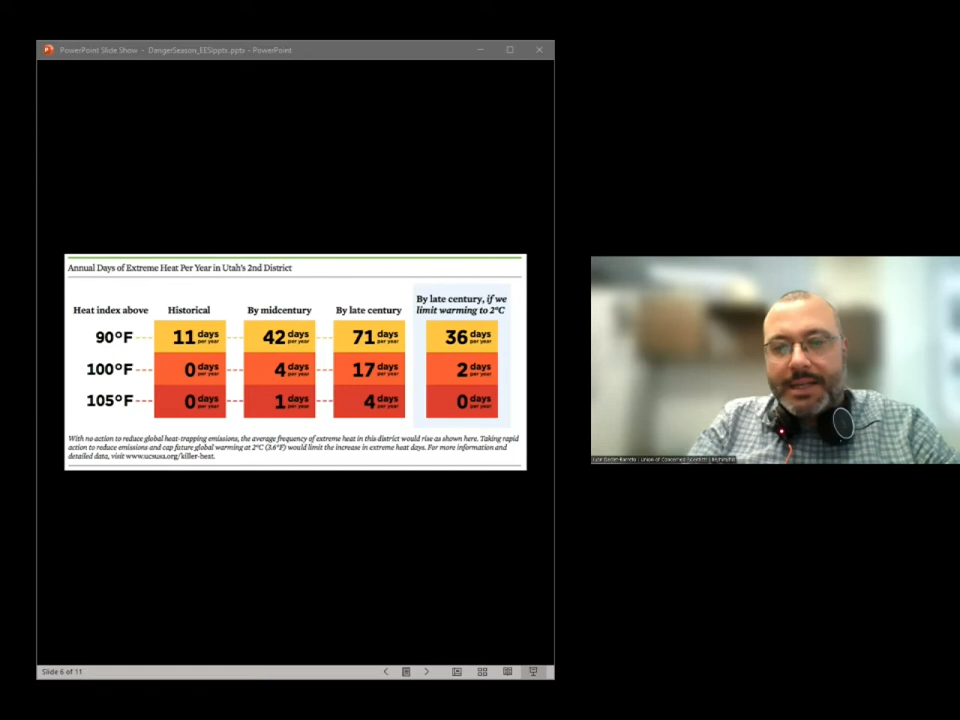 PowerPoint Slide Show - DangerSeason_EESIpptx.pptx - PowerPoint
Annual Days of Extreme Heat Per Year in Utah's 2nd District
Heat index above Historical By midcentury By late century By late century, if we limit warming to 2°C
90°F 11 days per year 42 days per year 71 days per year 36 days per year
100°F 0 days per year 4 days per year 17 days per year 2 days per year
105°F 0 days per year 1 days per year 4 days per year 0 days per year
With no action to reduce global heat-trapping emissions, the average frequency of extreme heat in this district would rise as shown here. Taking rapid
action to reduce emissions and cap future global warming at 2°C (3.6°F) would limit the increase in extreme heat days. For more information and
detailed data, visit www.ucsusa.org/killer-heat.
Union of Concerned Scientists
Slide 6 of 11